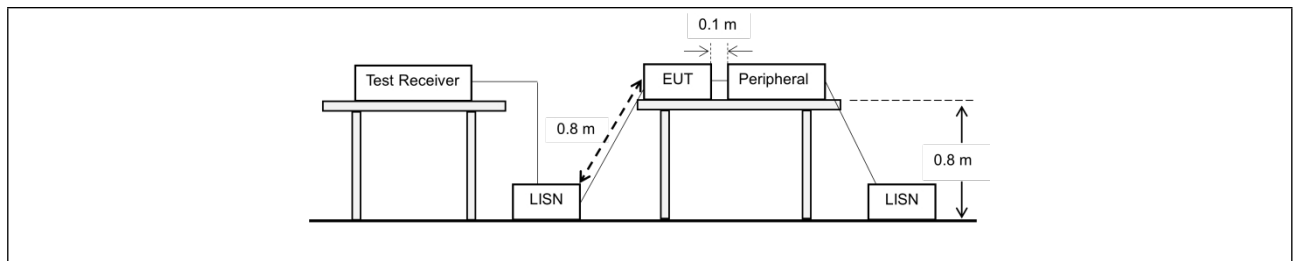 0.1 m
Test Receiver
EUT
Peripheral
0.8 m
0.8 m
LISN
LISN